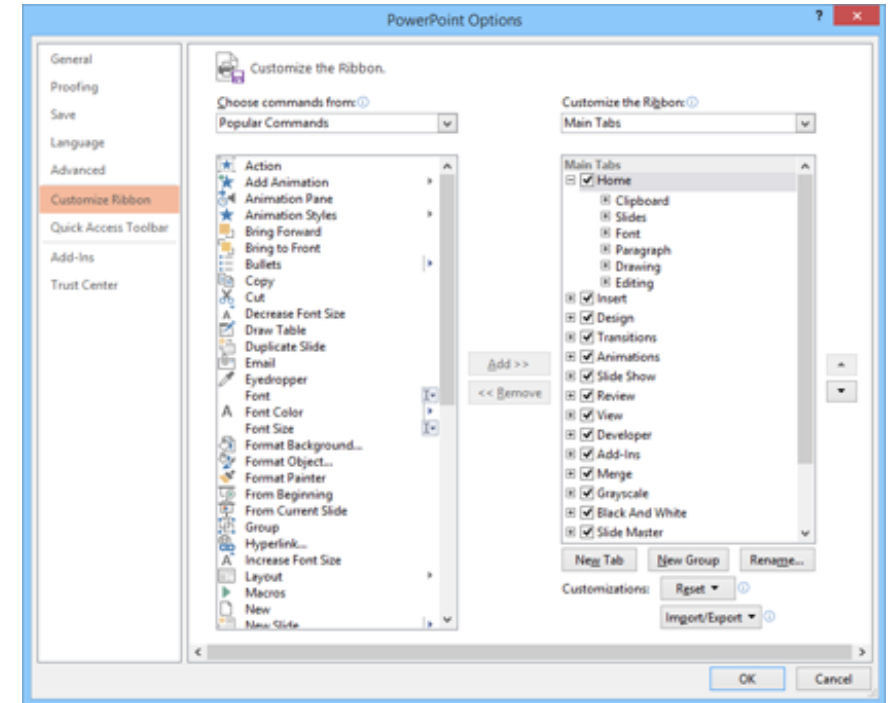 PowerPoint Options
?
General
Proofing
Save
Language
Advanced
Customize Ribbon
Quick Access Toolbar
Add-Ins
Trust Center
Customize the Ribbon.
Choose commands from:
Popular Commands
Action
Add Animation
Animation Pane
Animation Styles
Bring Forward
Bring to Front
Bullets
Copy
Cut
Decrease Font Size
Draw Table
Duplicate Slide
Email
Eyedropper
Font
Font Color
Font Size
Format Background...
Format Object...
Format Painter
From Beginning
From Current Slide
Group
Hyperlink...
Increase Font Size
Layout
Macros
New
New Slide
Add >>
<< Remove
Customize the Ribbon:
Main Tabs
Main Tabs
Home
Clipboard
Slides
Font
Paragraph
Drawing
Editing
Insert
Design
Transitions
Animations
Slide Show
Review
View
Developer
Add-Ins
Merge
Grayscale
Black And White
Slide Master
New Tab
New Group
Rename...
Customizations:
Reset
Import/Export
OK
Cancel